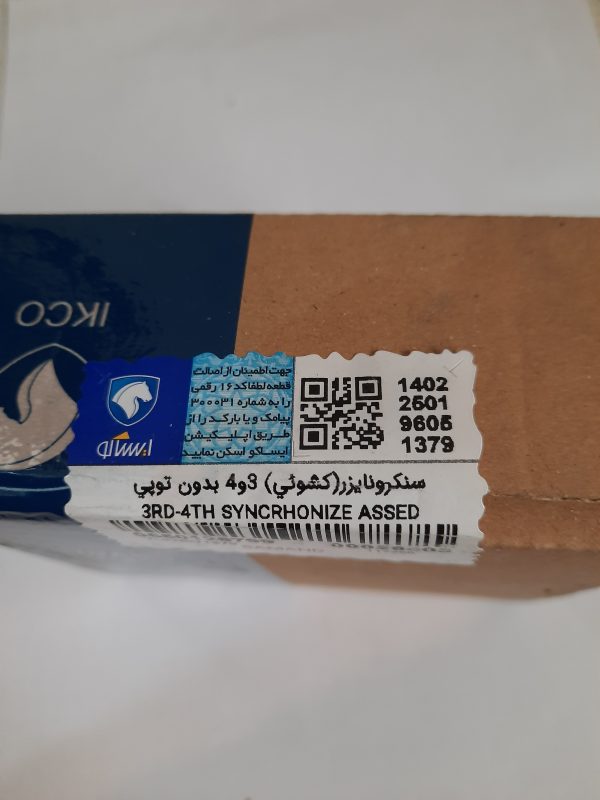 IKCO
ایساکو
جهت اطمینان از اصالت
قطعه لطفا کد ۱۶ رقمی
را به شماره ۳۰۰۰۳۱
پیامک و یا بارکد را از
طریق اپلیکیشن
ایساکو اسکن نمایید
1402
2501
9605
1379
سنکرونایزر(کشوئي) 3و4 بدون توپي
3RD-4TH SYNCRHONIZE ASSED